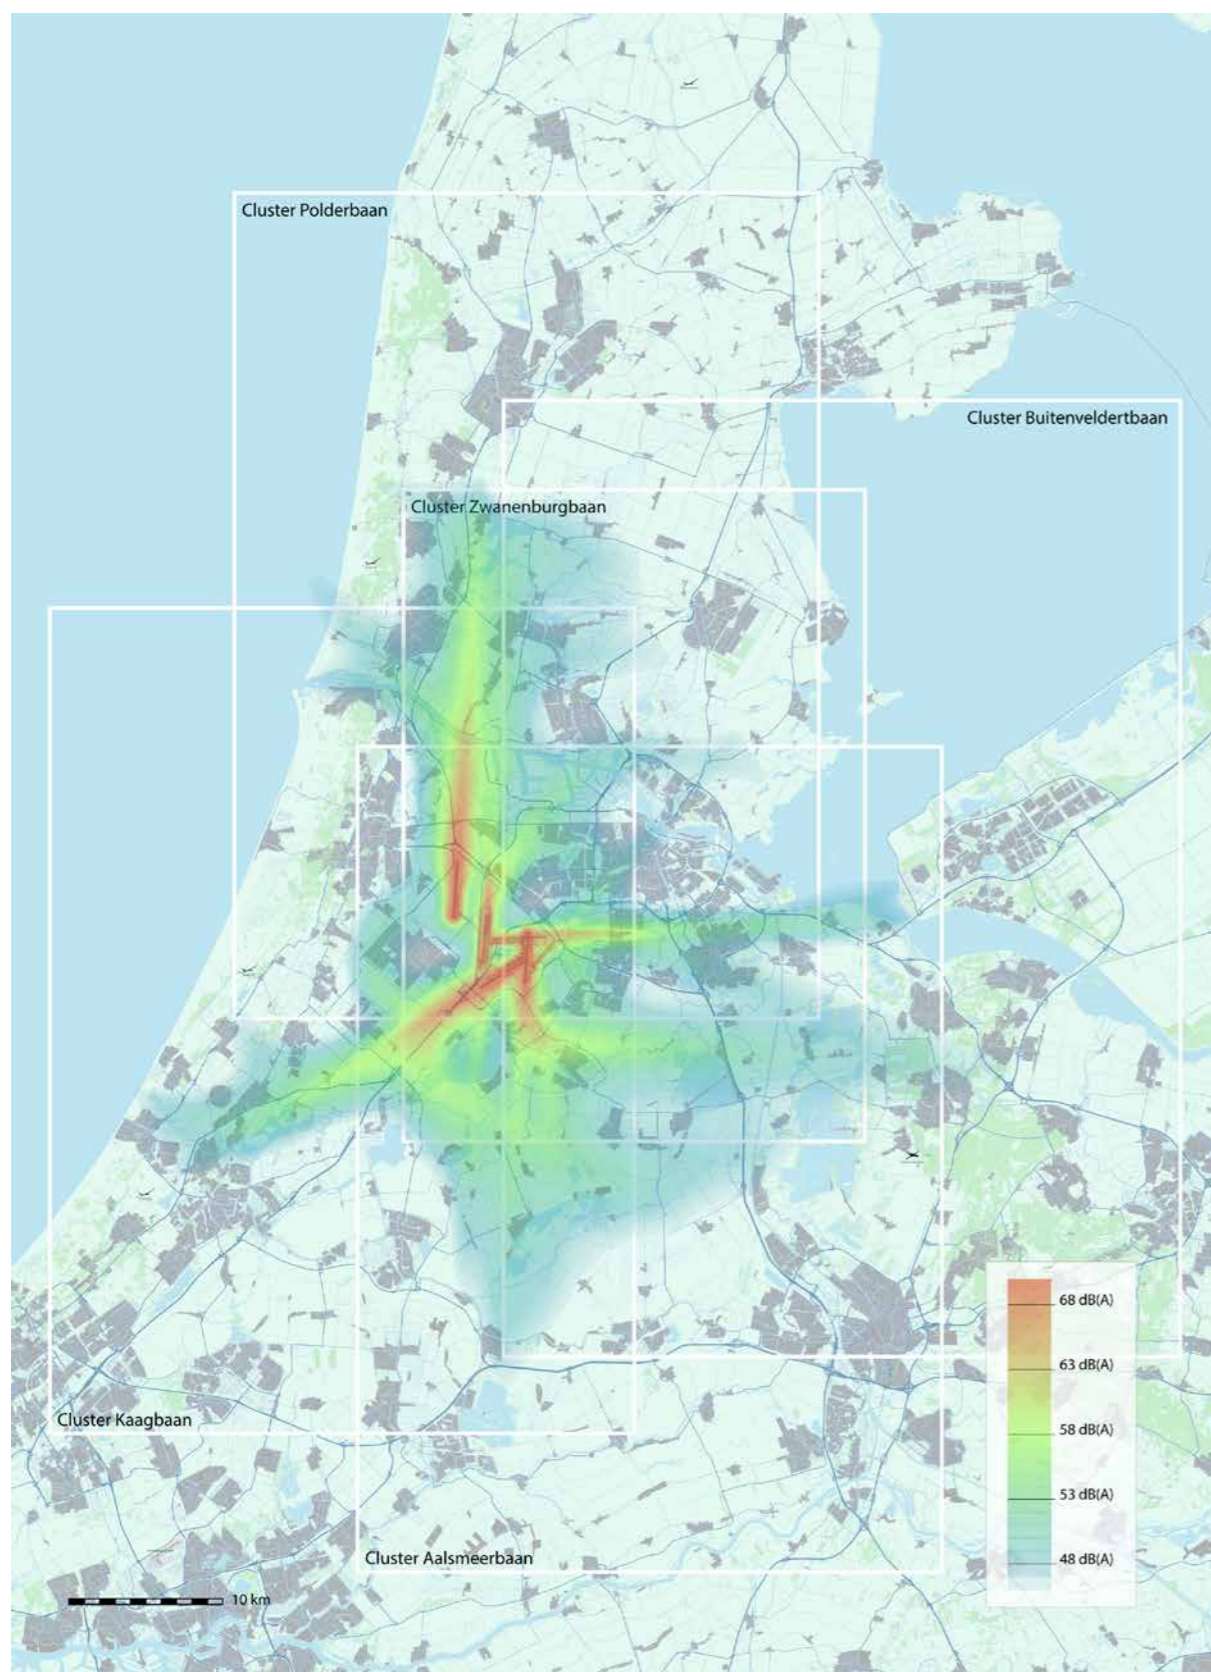 Cluster Polderbaan
Cluster Buitenveldertbaan
Cluster Zwanenburgbaan
Cluster Kaagbaan
Cluster Aalsmeerbaan
68 dB(A)
63 dB(A)
58 dB(A)
53 dB(A)
48 dB(A)
10 km